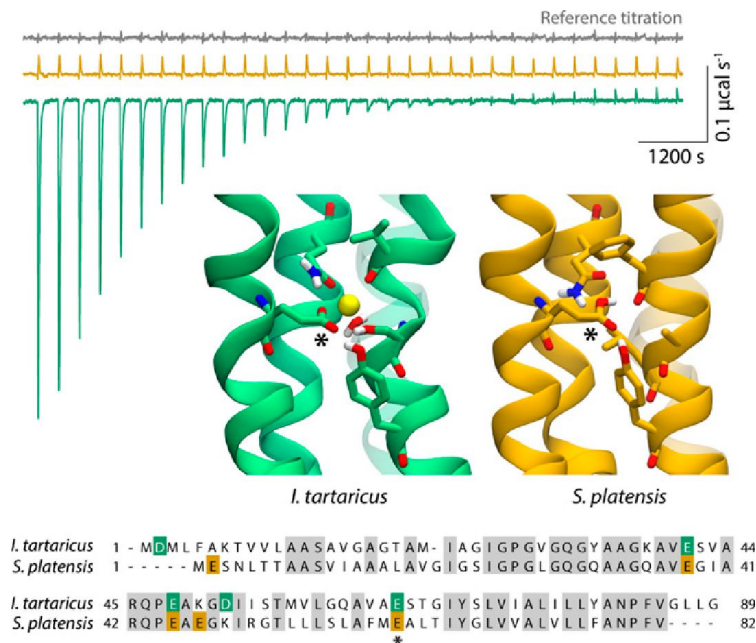 Reference titration
0.1 µcal s⁻¹
1200 s
*
*
I. tartaricus
S. platensis
I. tartaricus 1 - M D M L F A K T V V L A A S A V G A G T A M - I A G S I G P G V G Q G Y A A G K A V E S V A 44
S. platensis 1 - - - - - M E S N L T T A A S V I A A A L A V G I G S I G P G L G Q G Q A A G Q A V E G I A 41
I. tartaricus 45 R Q P E A K G D I I S T M V L G Q A V A E S T G I Y S L V I A L I L L Y A N P F V G L L G 89
S. platensis 42 R Q P E A E G K I R G T L L L S L A F M E A L T I Y G L V V A L V L L F A N P F V - - - - 82
*